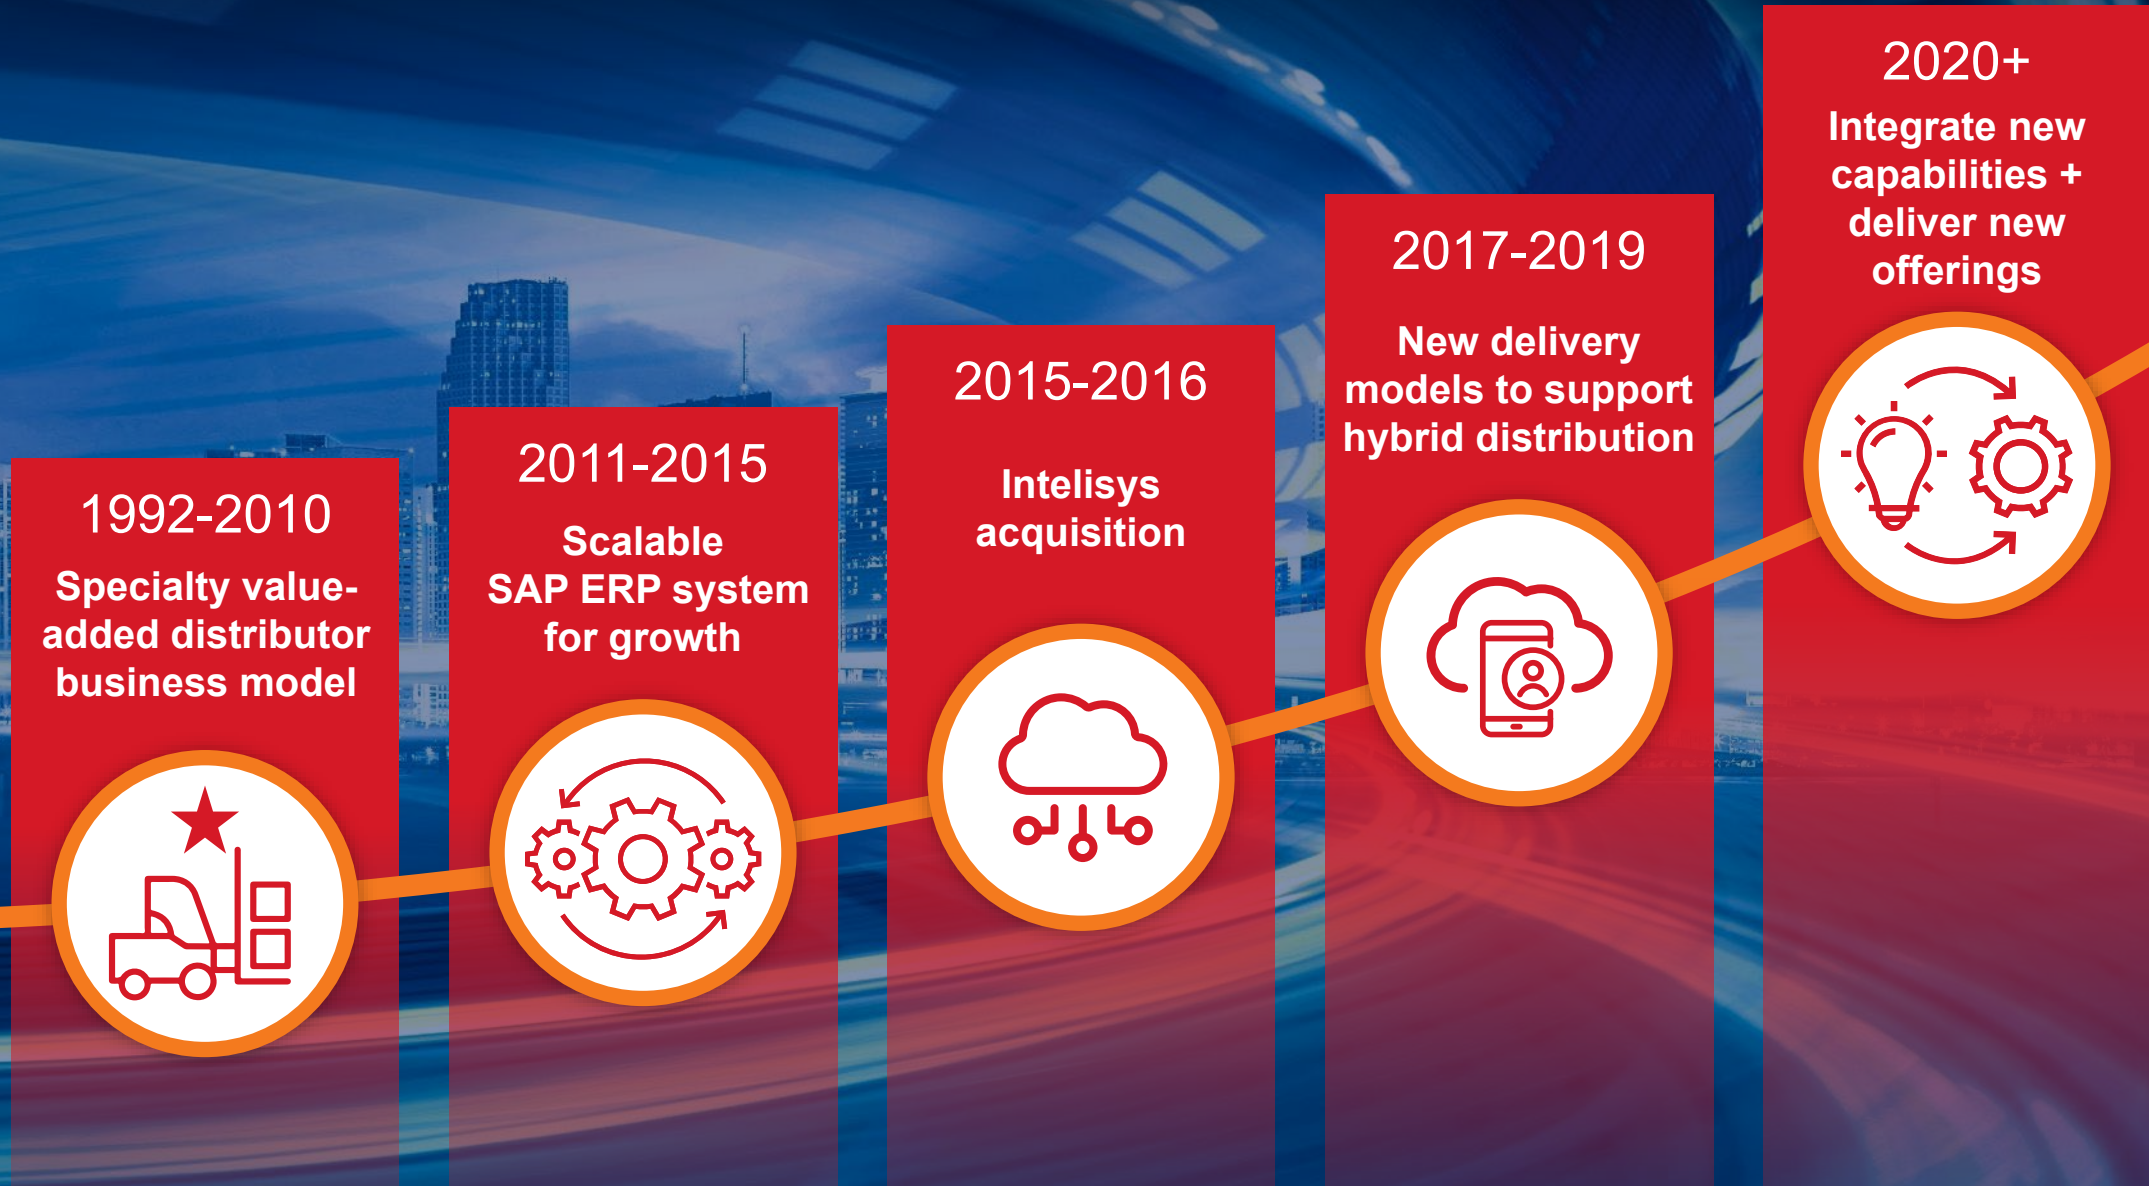 1992-2010
Specialty value-
added distributor
business model
2011-2015
Scalable
SAP ERP system
for growth
2015-2016
Intelisys
acquisition
2017-2019
New delivery
models to support
hybrid distribution
2020+
Integrate new
capabilities +
deliver new
offerings